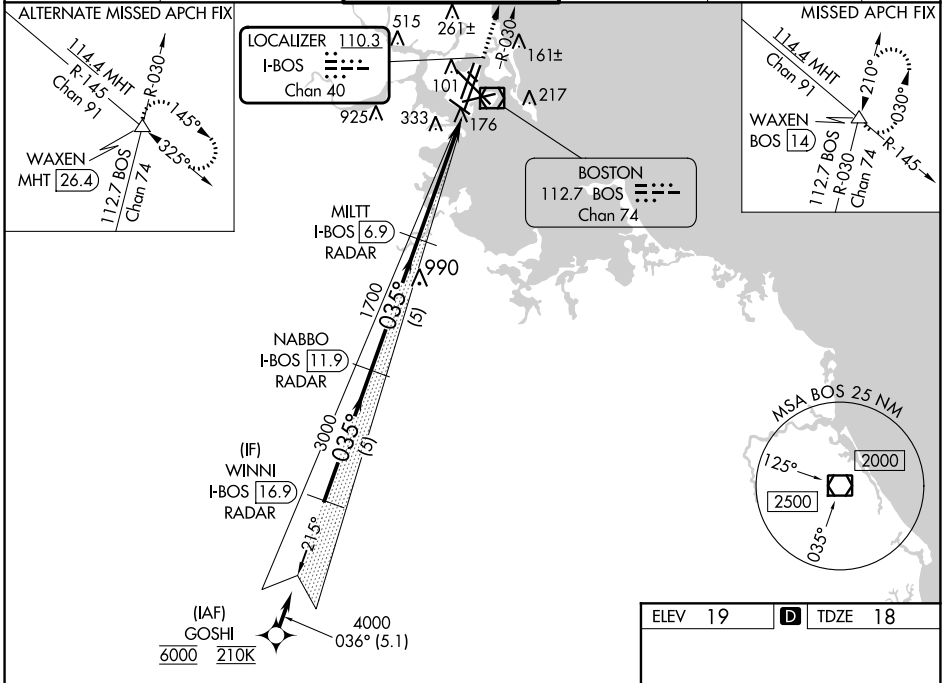 ALTERNATE MISSED APCH FIX
114.4 MHT
Chan 91
R-145
R-030
145°
325°
WAXEN
MHT 26.4
112.7 BOS
Chan 74
LOCALIZER 110.3
I-BOS
Chan 40
515
261±
R-030
161±
101
217
925
333
176
MISSED APCH FIX
114.4 MHT
Chan 91
210°
030°
WAXEN
BOS 14
R-145
112.7 BOS
R-030
Chan 74
BOSTON
112.7 BOS
Chan 74
MILTT
I-BOS 6.9
RADAR
990
1700
035°
(5)
NABBO
I-BOS 11.9
RADAR
3000
035°
(5)
(IF)
WINNI
I-BOS 16.9
RADAR
215°
(IAF)
GOSHI
6000 210K
4000
036° (5.1)
MSA BOS 25 NM
125°
2000
2500
035°
ELEV 19 D TDZE 18